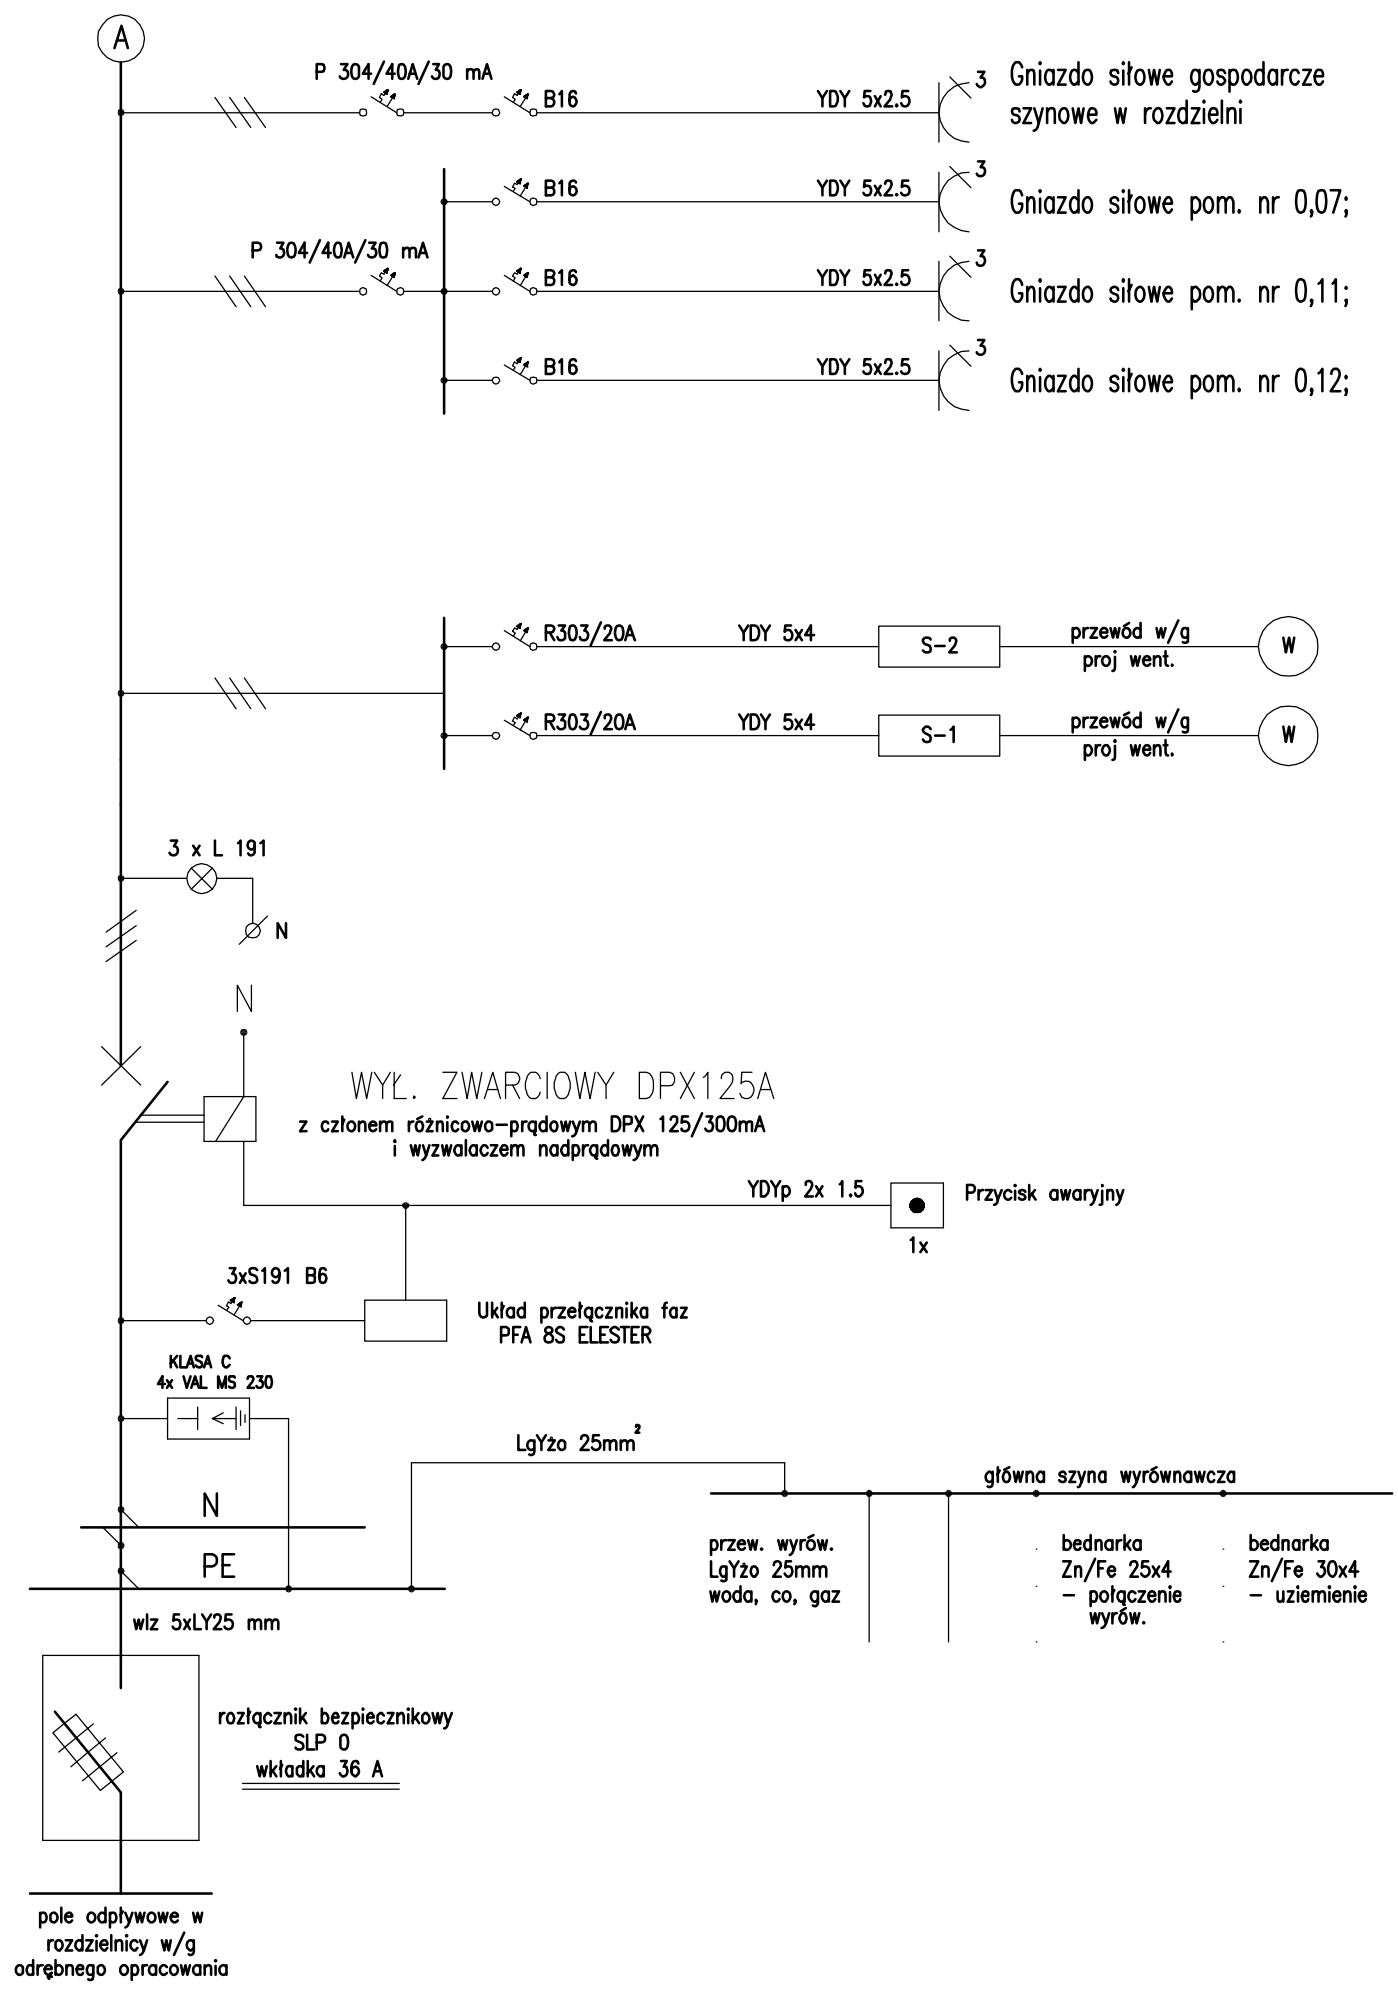 A
P 304/40A/30 mA
B16
YDY 5x2.5
3
Gniazdo siłowe gospodarcze
szynowe w rozdzielni
B16
YDY 5x2.5
3
Gniazdo siłowe pom. nr 0,07;
P 304/40A/30 mA
B16
YDY 5x2.5
3
Gniazdo siłowe pom. nr 0,11;
B16
YDY 5x2.5
3
Gniazdo siłowe pom. nr 0,12;
R303/20A
YDY 5x4
S-2
przewód w/g
proj went.
W
R303/20A
YDY 5x4
S-1
przewód w/g
proj went.
W
3 x L 191
N
N
WYŁ. ZWARCIOWY DPX125A
z członem różnicowo-prądowym DPX 125/300mA
i wyzwalaczem nadprądowym
YDYp 2x 1.5
Przycisk awaryjny
1x
3xS191 B6
Układ przełącznika faz
PFA 8S ELESTER
KLASA C
4x VAL MS 230
LgYżo 25mm²
główna szyna wyrównawcza
N
PE
przew. wyrów.
LgYżo 25mm
woda, co, gaz
bednarka
Zn/Fe 25x4
- połączenie
wyrów.
bednarka
Zn/Fe 30x4
- uziemienie
wlz 5xLY25 mm
rozłącznik bezpiecznikowy
SLP 0
wkładka 36 A
pole odpływowe w
rozdzielnicy w/g
odrębnego opracowania